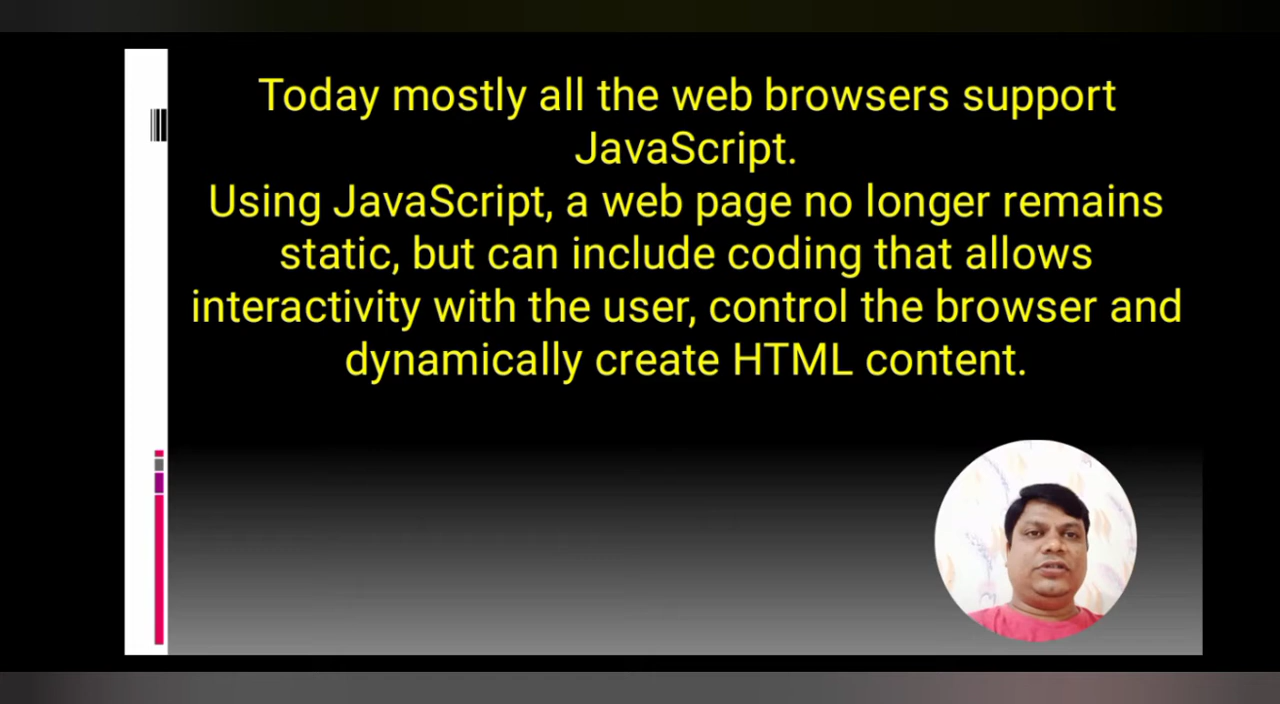 Today mostly all the web browsers support
JavaScript.
Using JavaScript, a web page no longer remains
static, but can include coding that allows
interactivity with the user, control the browser and
dynamically create HTML content.